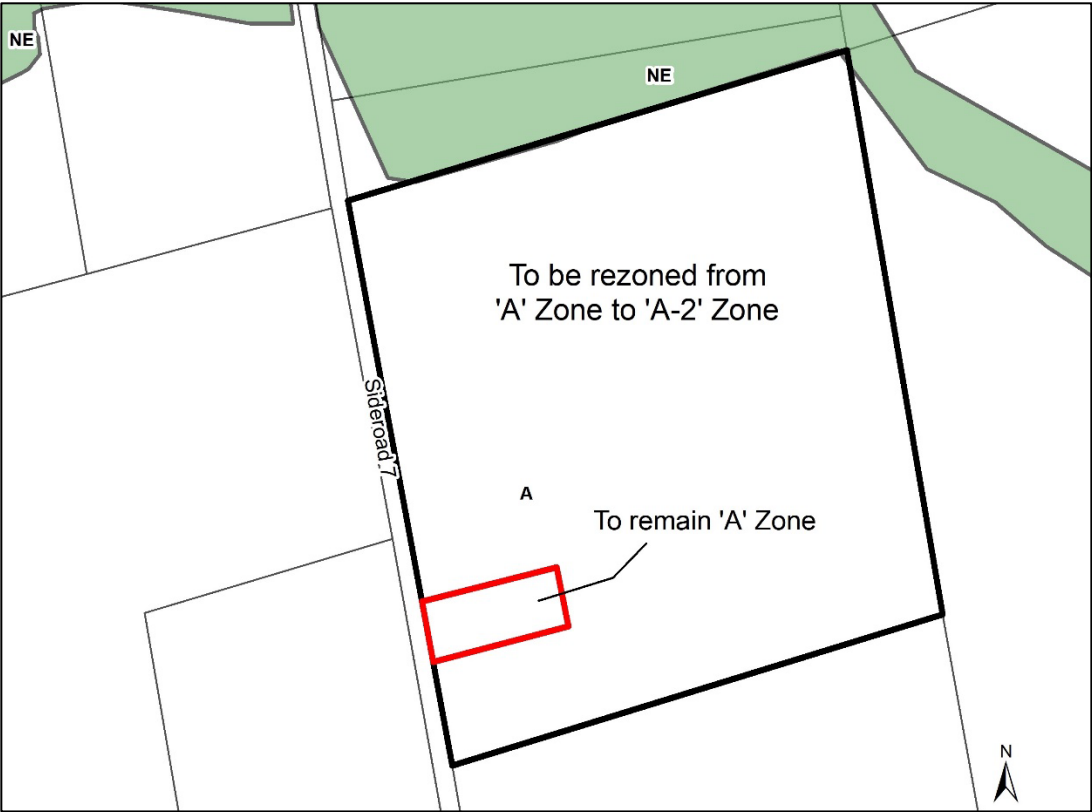 NE
NE
To be rezoned from
'A' Zone to 'A-2' Zone
Sideroad 7
A
To remain 'A' Zone
N